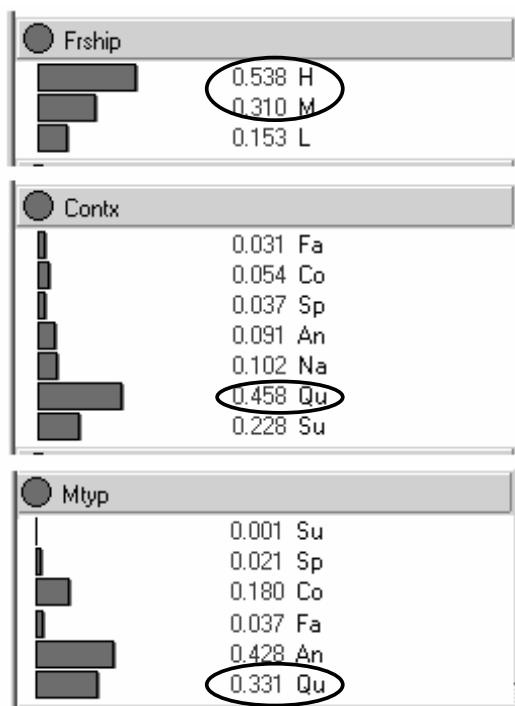 Frship
0.538 H
0.310 M
0.153 L
Contx
0.031 Fa
0.054 Co
0.037 Sp
0.091 An
0.102 Na
0.458 Qu
0.228 Su
Mtyp
0.001 Su
0.021 Sp
0.180 Co
0.037 Fa
0.428 An
0.331 Qu